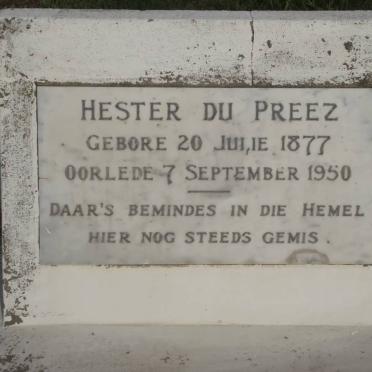 HESTER DU PREEZ
GEBORE 20 JULIE 1877
OORLEDE 7 SEPTEMBER 1950
DAAR'S BEMINDES IN DIE HEMEL
HIER NOG STEEDS GEMIS.